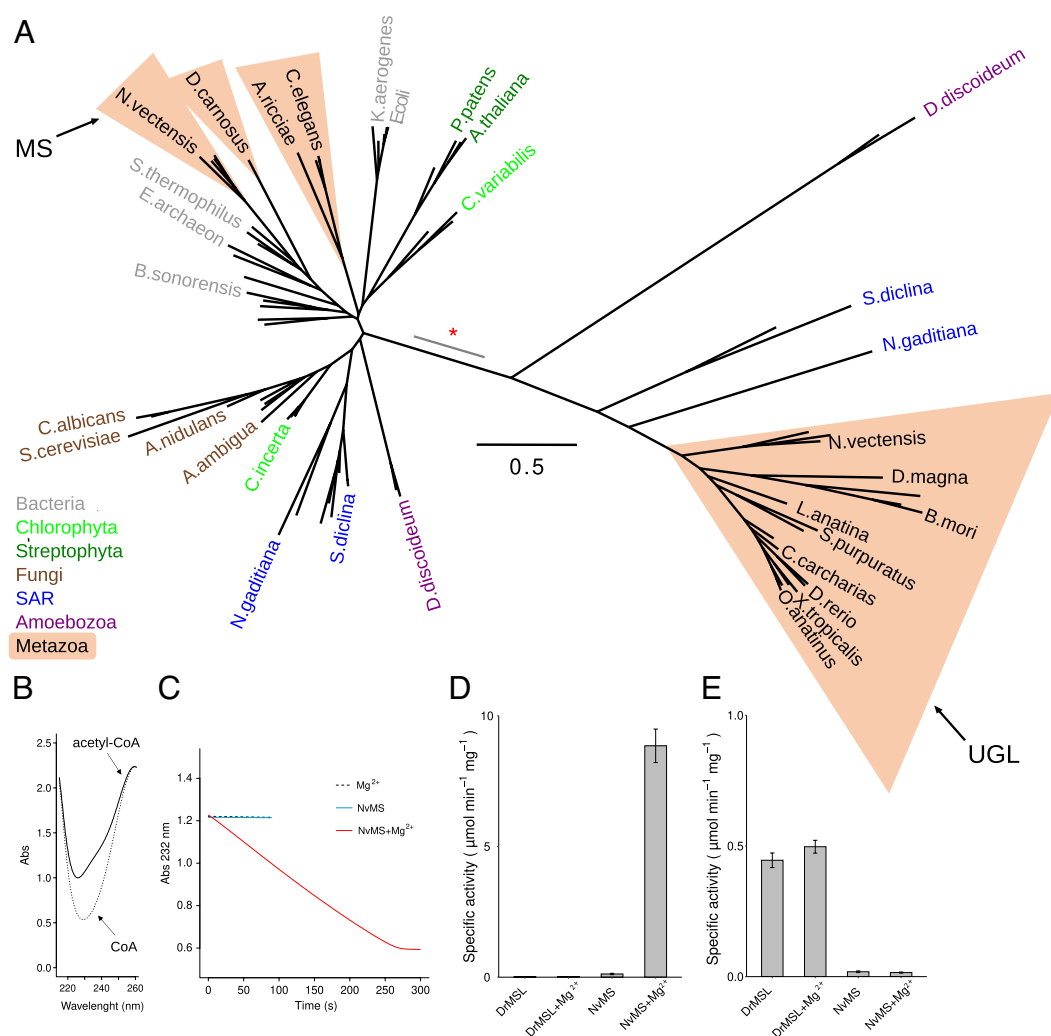 A
K.aerogenes
Ecoli
P.patens
A.thaliana
C.variabilis
D.discoideum
C.elegans
A.ricciae
D.carnosus
N.vectensis
MS
S.thermophilus
E.archaeon
B.sonorensis
*
S.diclina
N.gaditiana
C.albicans
S.cerevisiae
A.nidulans
A.ambigua
C.incerta
N.gaditiana
S.diclina
D.discoideum
0.5
N.vectensis
D.magna
B.mori
L.anatina
S.purpuratus
C.carcharias
D.rerio
X.tropicalis
O.anatinus
UGL
Bacteria
Chlorophyta
Streptophyta
Fungi
SAR
Amoebozoa
Metazoa
B
Abs
2.5
2.0
1.5
1.0
0.5
0.0
acetyl-CoA
CoA
220 240 260
Wavelenght (nm)
C
Abs 232 nm
1.4
1.2
1.0
0.8
0.6
Mg²⁺
NvMS
NvMS+Mg²⁺
0 50 100 150 200 250 300
Time (s)
D
Specific activity ( µmol min⁻¹ mg⁻¹ )
10
5
0
DrMSL
DrMSL+Mg²⁺
NvMS
NvMS+Mg²⁺
E
Specific activity ( µmol min⁻¹ mg⁻¹ )
1.0
0.5
0.0
DrMSL
DrMSL+Mg²⁺
NvMS
NvMS+Mg²⁺